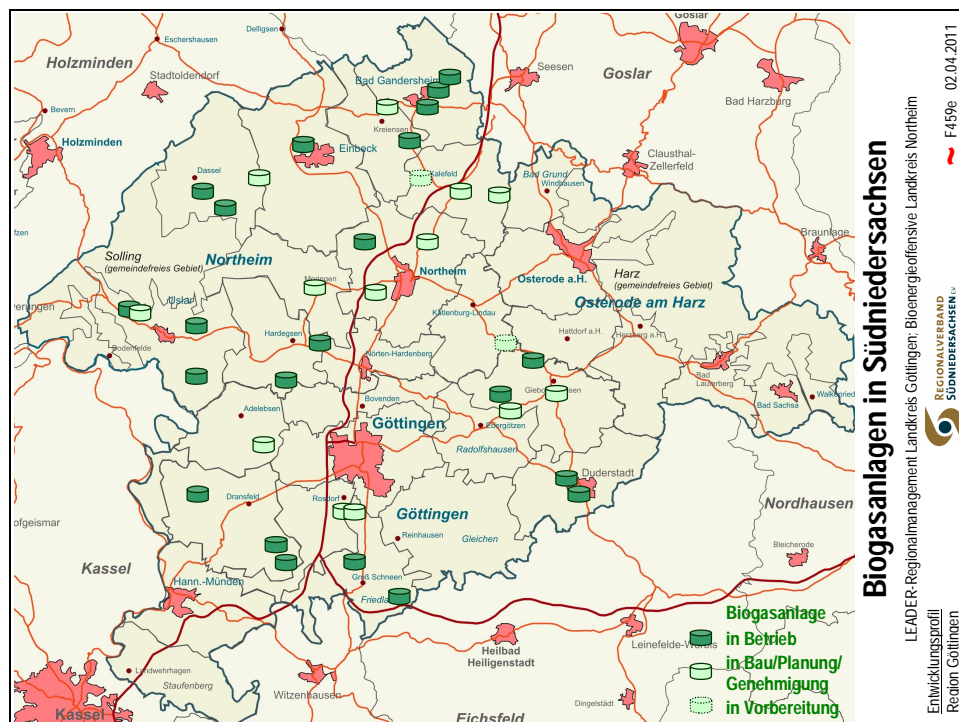 Delligsen
Eschershausen
Goslar
Holzminden
Stadtoldendorf
Bad Gandersheim
Seesen
Goslar
Bad Harzburg
Bevern
Kreiensen
Holzminden
Einbeck
Clausthal-
Zellerfeld
Dassel
Kalefeld
Bad Grund
Windhausen
Braunlage
Solling
(gemeindefreies Gebiet)
Northeim
Northeim
Osterode a.H.
Harz
(gemeindefreies Gebiet)
Osterode am Harz
Moringen
Uslar
Katlenburg-Lindau
Hardegsen
Hattdorf a.H.
Herzberg a.H.
Bodenfelde
Nörten-Hardenberg
Bad
Lauterberg
Bad Sachsa
Walkenried
Adelebsen
Bovenden
Göttingen
Ebergötzen
Radolfshausen
Duderstadt
Dransfeld
Rosdorf
Göttingen
Nordhausen
ofgeismar
Reinhausen
Gleichen
Bleicherode
Kassel
Hann.-Münden
Groß Schneen
Friedla
Landwehrhagen
Staufenberg
Witzenhausen
Heilbad
Heiligenstadt
Leinefelde-Worbis
Dingelstädt
Kassel
Eichsfeld
Biogasanlage
in Betrieb
in Bau/Planung/
Genehmigung
in Vorbereitung
Biogasanlagen in Südniedersachsen
LEADER-Regionalmanagement Landkreis Göttingen; Bioenergieoffensive Landkreis Northeim
Entwicklungsprofil
Region Göttingen
REGIONALVERBAND
SÜDNIEDERSACHSEN E.V.
F459e 02.04.2011